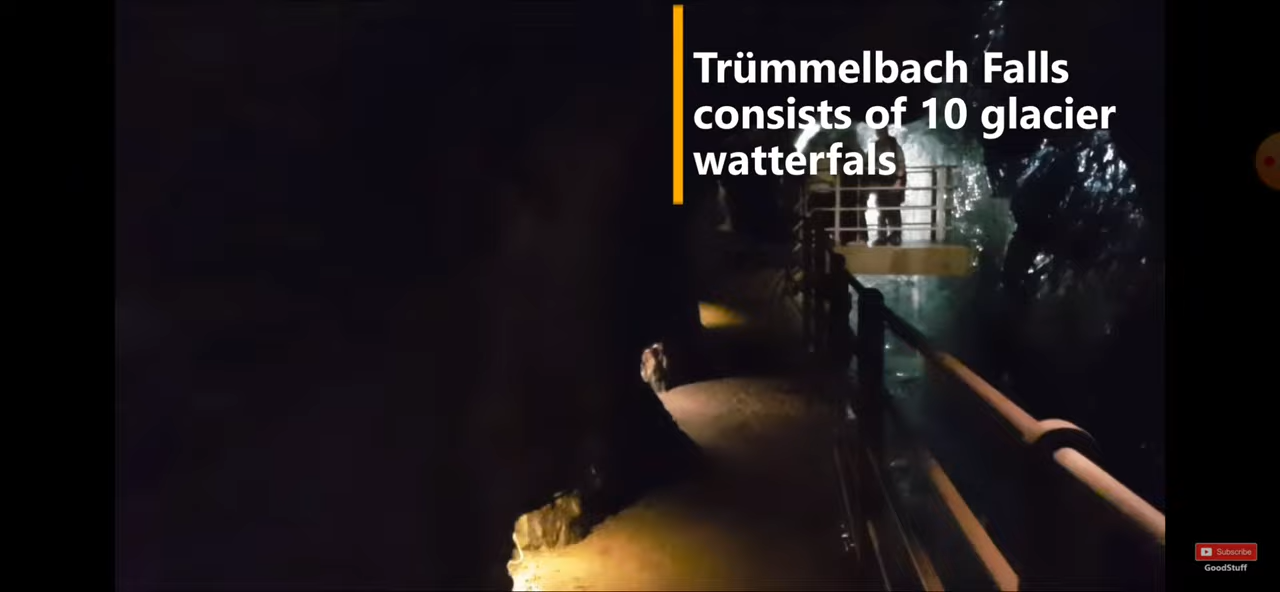 Trümmelbach Falls
consists of 10 glacier
watterfals
Subscribe
GoodStuff